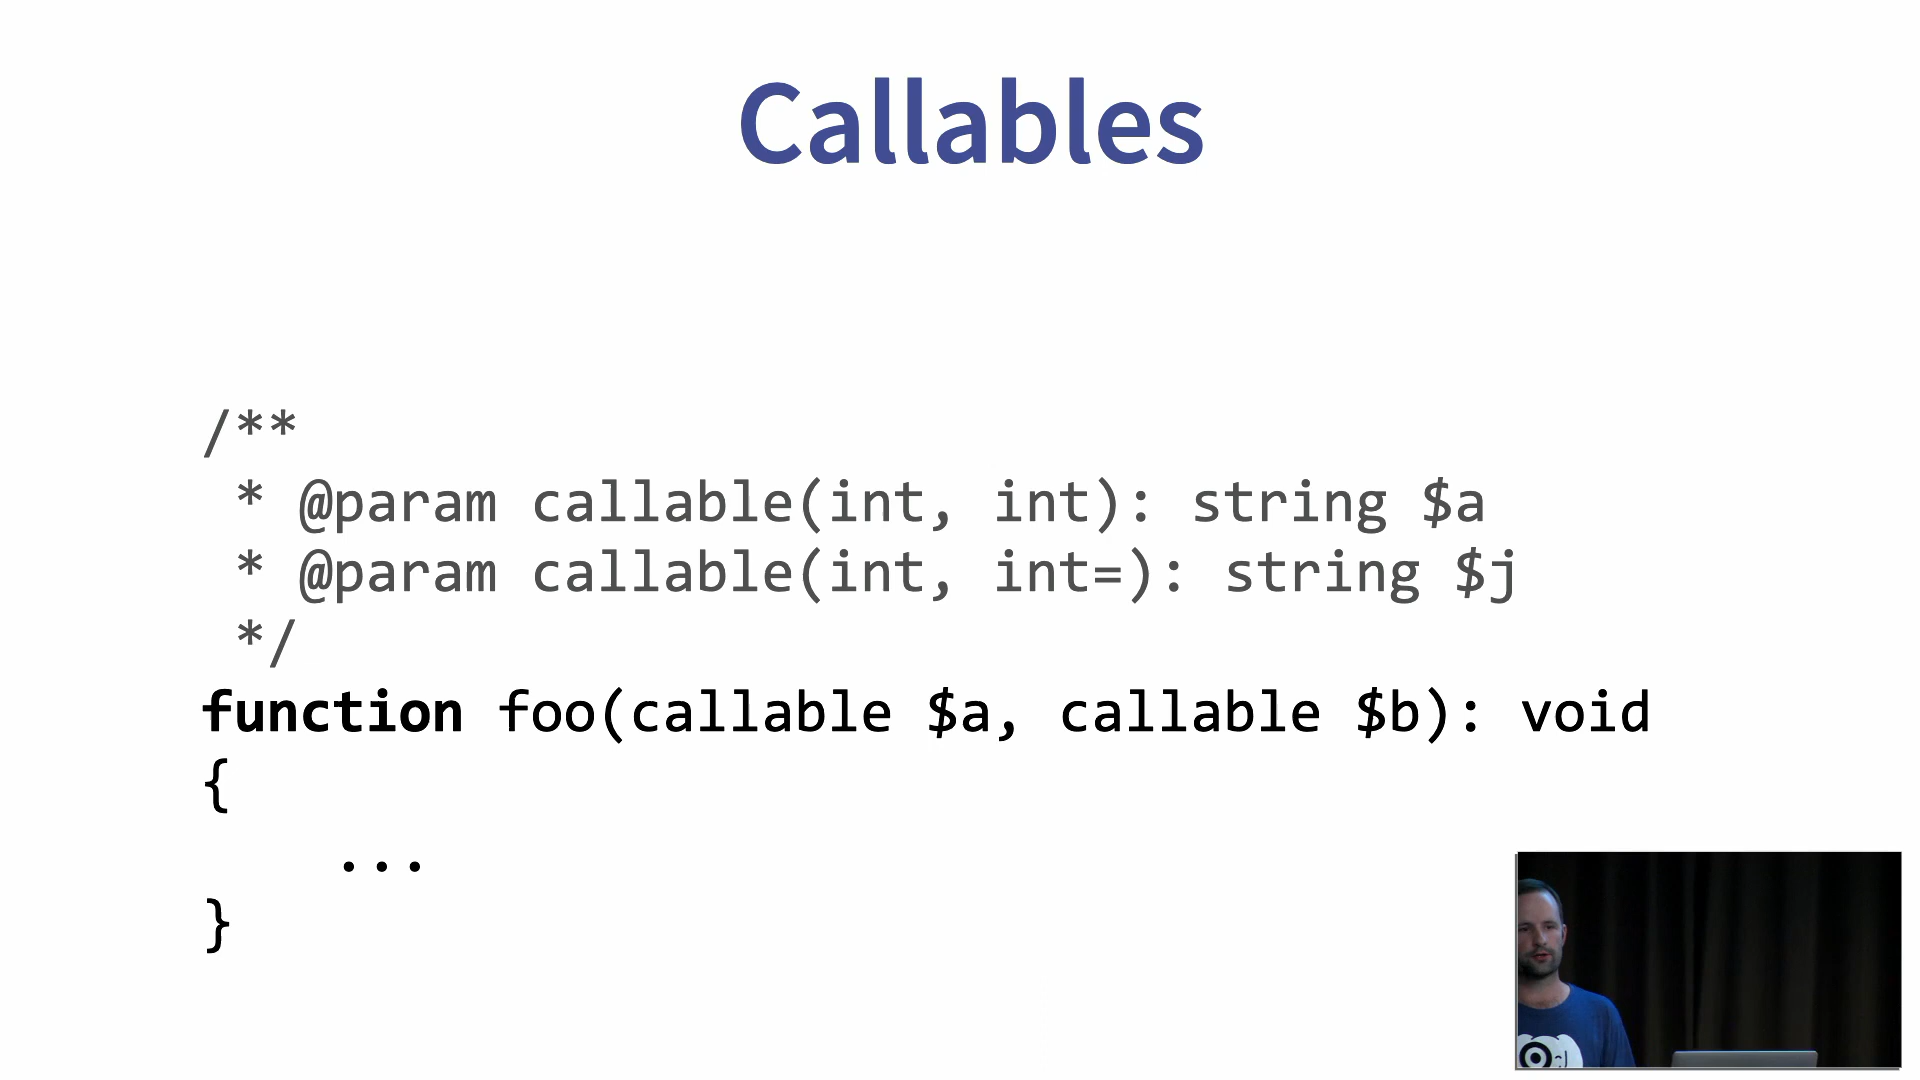 Callables
/**
 * @param callable(int, int): string $a
 * @param callable(int, int=): string $j
 */
function foo(callable $a, callable $b): void
{
    ...
}